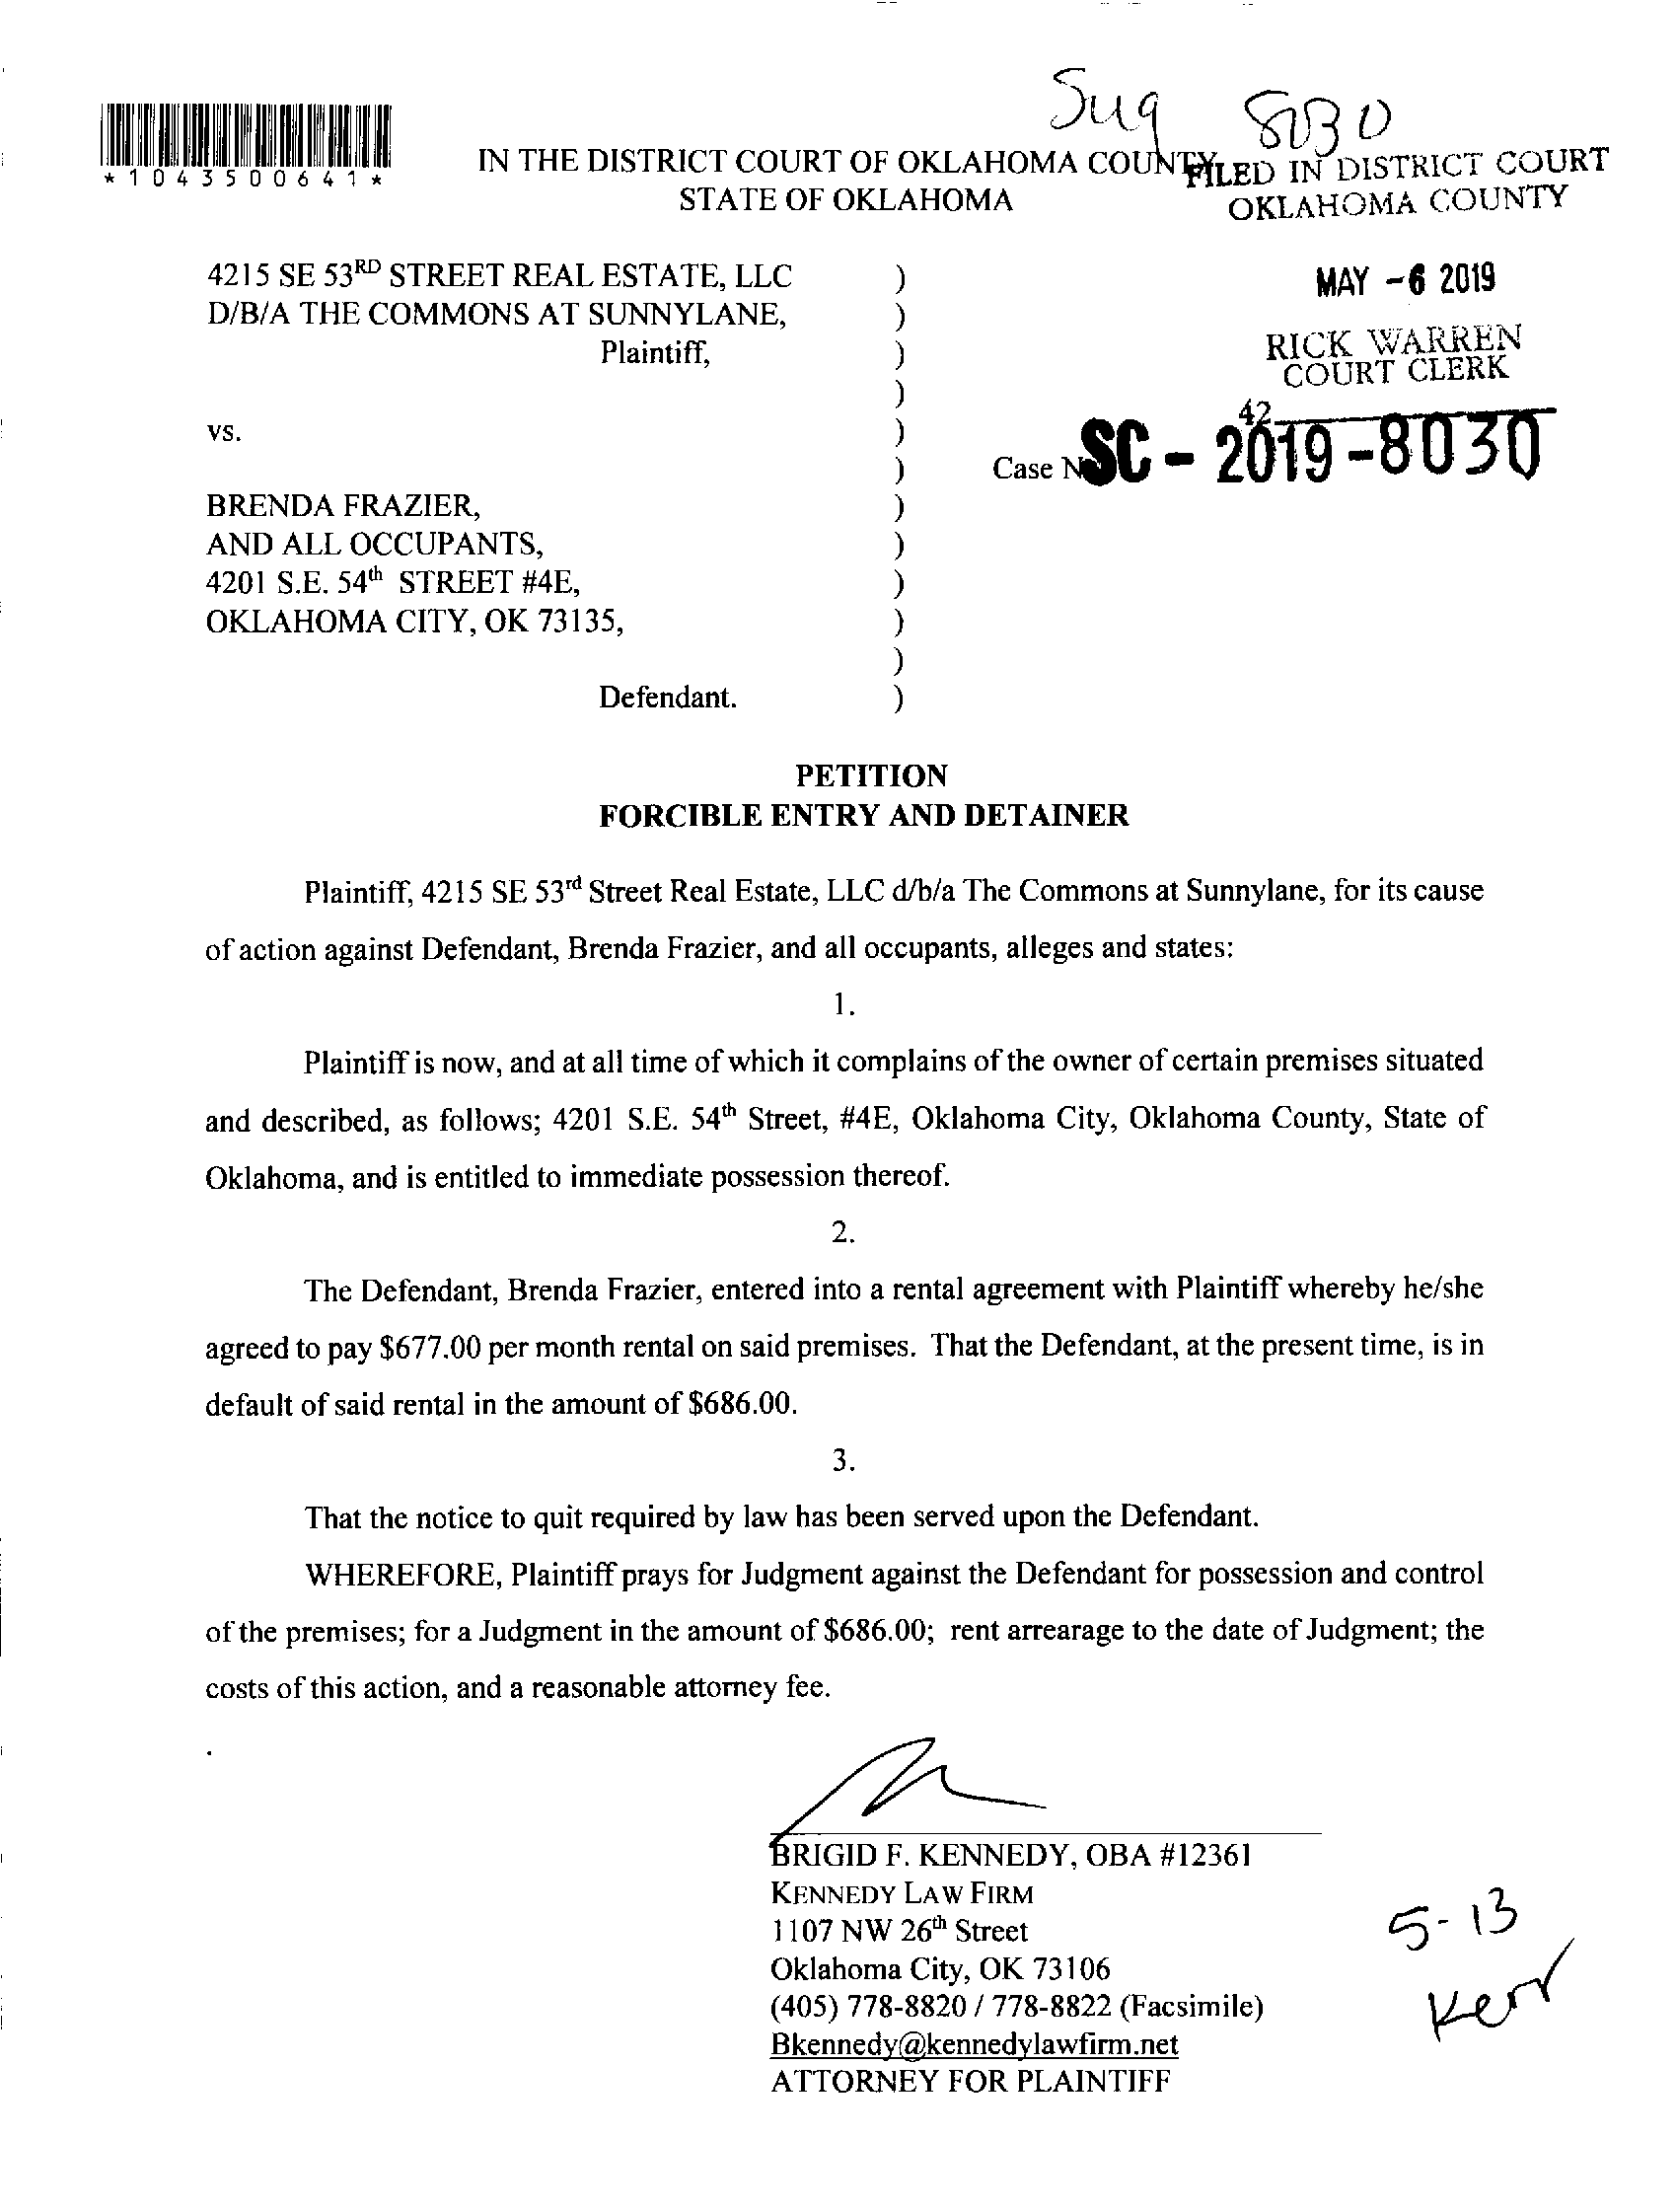 Sug 8030
*1043500641*
IN THE DISTRICT COURT OF OKLAHOMA COUNTY
STATE OF OKLAHOMA
FILED IN DISTRICT COURT
OKLAHOMA COUNTY
MAY -6 2019
RICK WARREN
COURT CLERK
42
4215 SE 53RD STREET REAL ESTATE, LLC )
D/B/A THE COMMONS AT SUNNYLANE, )
Plaintiff, )
)
vs. )
) Case No SC - 2019-8030
BRENDA FRAZIER, )
AND ALL OCCUPANTS, )
4201 S.E. 54th STREET #4E, )
OKLAHOMA CITY, OK 73135, )
)
Defendant. )
PETITION
FORCIBLE ENTRY AND DETAINER
Plaintiff, 4215 SE 53rd Street Real Estate, LLC d/b/a The Commons at Sunnylane, for its cause
of action against Defendant, Brenda Frazier, and all occupants, alleges and states:
1.
Plaintiff is now, and at all time of which it complains of the owner of certain premises situated
and described, as follows; 4201 S.E. 54th Street, #4E, Oklahoma City, Oklahoma County, State of
Oklahoma, and is entitled to immediate possession thereof.
2.
The Defendant, Brenda Frazier, entered into a rental agreement with Plaintiff whereby he/she
agreed to pay $677.00 per month rental on said premises. That the Defendant, at the present time, is in
default of said rental in the amount of $686.00.
3.
That the notice to quit required by law has been served upon the Defendant.
WHEREFORE, Plaintiff prays for Judgment against the Defendant for possession and control
of the premises; for a Judgment in the amount of $686.00; rent arrearage to the date of Judgment; the
costs of this action, and a reasonable attorney fee.
BRIGID F. KENNEDY, OBA #12361
KENNEDY LAW FIRM
1107 NW 26th Street
Oklahoma City, OK 73106
(405) 778-8820 / 778-8822 (Facsimile)
Bkennedy@kennedylawfirm.net
ATTORNEY FOR PLAINTIFF
5-13
Kerr